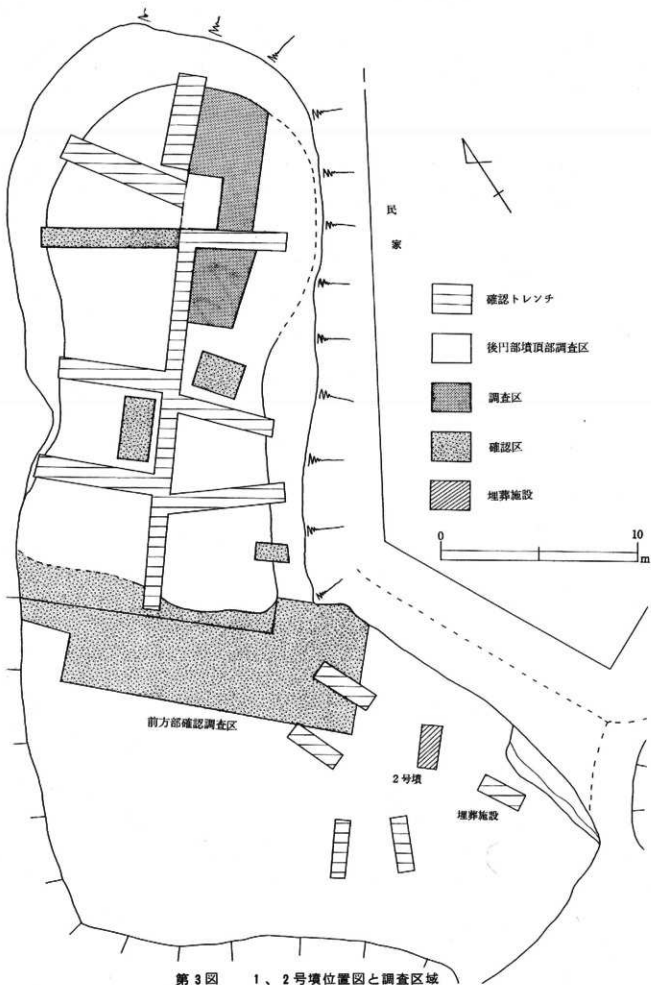 民
家
確認トレンチ
後円部墳頂部調査区
調査区
確認区
埋葬施設
0 10
m
前方部確認調査区
2号墳
埋葬施設
第3図 1、2号墳位置図と調査区域